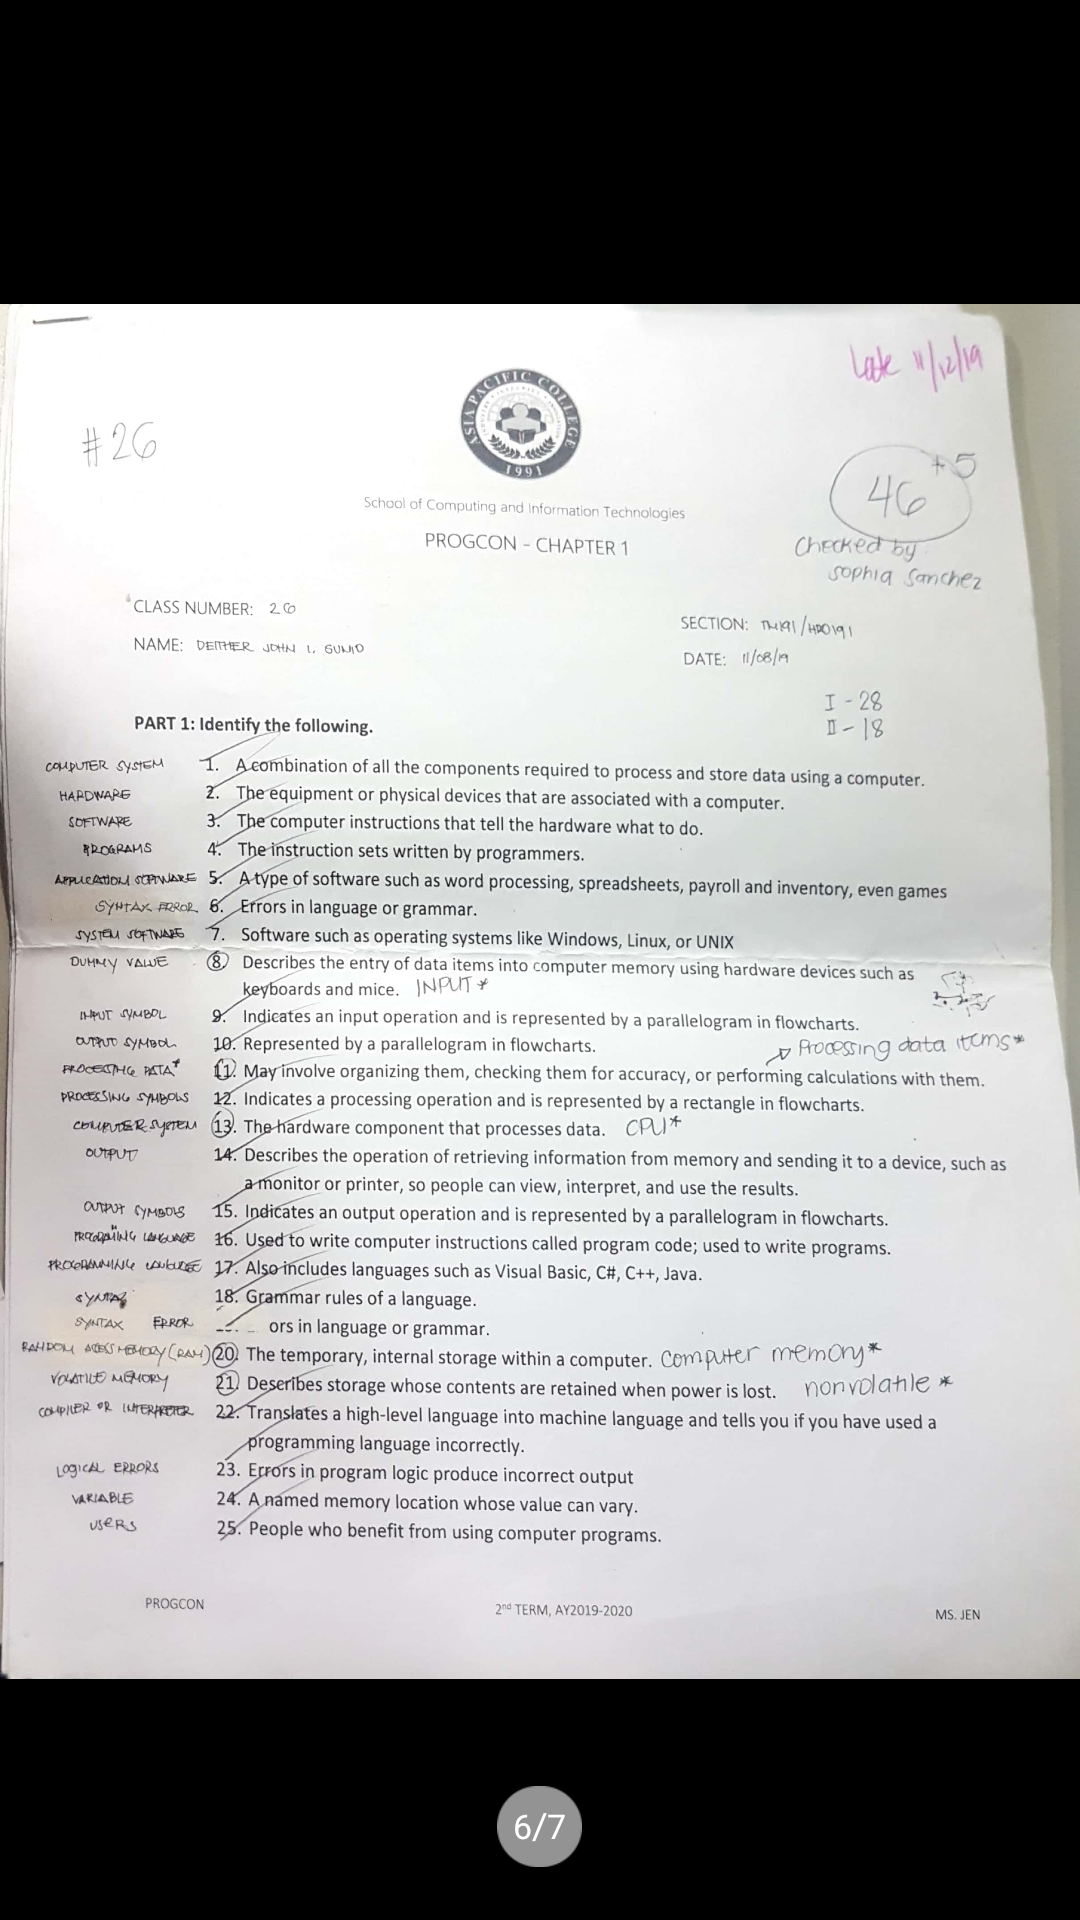 Late 11/12/19
#26
ASIA PACIFIC COLLEGE
1991
46 +5
School of Computing and Information Technologies
PROGCON - CHAPTER 1
Checked by
Sophia Sanchez
CLASS NUMBER: 26
SECTION: TM191/HDO191
NAME: DEITHER JOHN I. GUNIO
DATE: 11/08/19
I - 28
II - 18
PART 1: Identify the following.
COMPUTER SYSTEM 1. A combination of all the components required to process and store data using a computer.
HARDWARE 2. The equipment or physical devices that are associated with a computer.
SOFTWARE 3. The computer instructions that tell the hardware what to do.
PROGRAMS 4. The instruction sets written by programmers.
APPLICATION SOFTWARE 5. A type of software such as word processing, spreadsheets, payroll and inventory, even games
SYNTAX ERROR 6. Errors in language or grammar.
SYSTEM SOFTWARE 7. Software such as operating systems like Windows, Linux, or UNIX
DUMMY VALUE 8. Describes the entry of data items into computer memory using hardware devices such as
keyboards and mice. INPUT*
INPUT SYMBOL 9. Indicates an input operation and is represented by a parallelogram in flowcharts.
OUTPUT SYMBOL 10. Represented by a parallelogram in flowcharts.
Processing data items*
PROCESSING DATA* 11. May involve organizing them, checking them for accuracy, or performing calculations with them.
PROCESSING SYMBOLS 12. Indicates a processing operation and is represented by a rectangle in flowcharts.
COMPUTER SYSTEM 13. The hardware component that processes data. CPU*
OUTPUT 14. Describes the operation of retrieving information from memory and sending it to a device, such as
a monitor or printer, so people can view, interpret, and use the results.
OUTPUT SYMBOLS 15. Indicates an output operation and is represented by a parallelogram in flowcharts.
PROGRAMING LANGUAGE 16. Used to write computer instructions called program code; used to write programs.
PROGRAMMING LANGUAGE 17. Also includes languages such as Visual Basic, C#, C++, Java.
SYNTAX 18. Grammar rules of a language.
SYNTAX ERROR ors in language or grammar.
RANDOM ACCESS MEMORY (RAM) 20. The temporary, internal storage within a computer. Computer memory*
VOLATILE MEMORY 21. Describes storage whose contents are retained when power is lost. nonvolatile*
COMPILER OR INTERPRETER 22. Translates a high-level language into machine language and tells you if you have used a
programming language incorrectly.
LOGICAL ERRORS 23. Errors in program logic produce incorrect output
VARIABLE 24. A named memory location whose value can vary.
USERS 25. People who benefit from using computer programs.
PROGCON
2nd TERM, AY2019-2020
MS. JEN
6/7